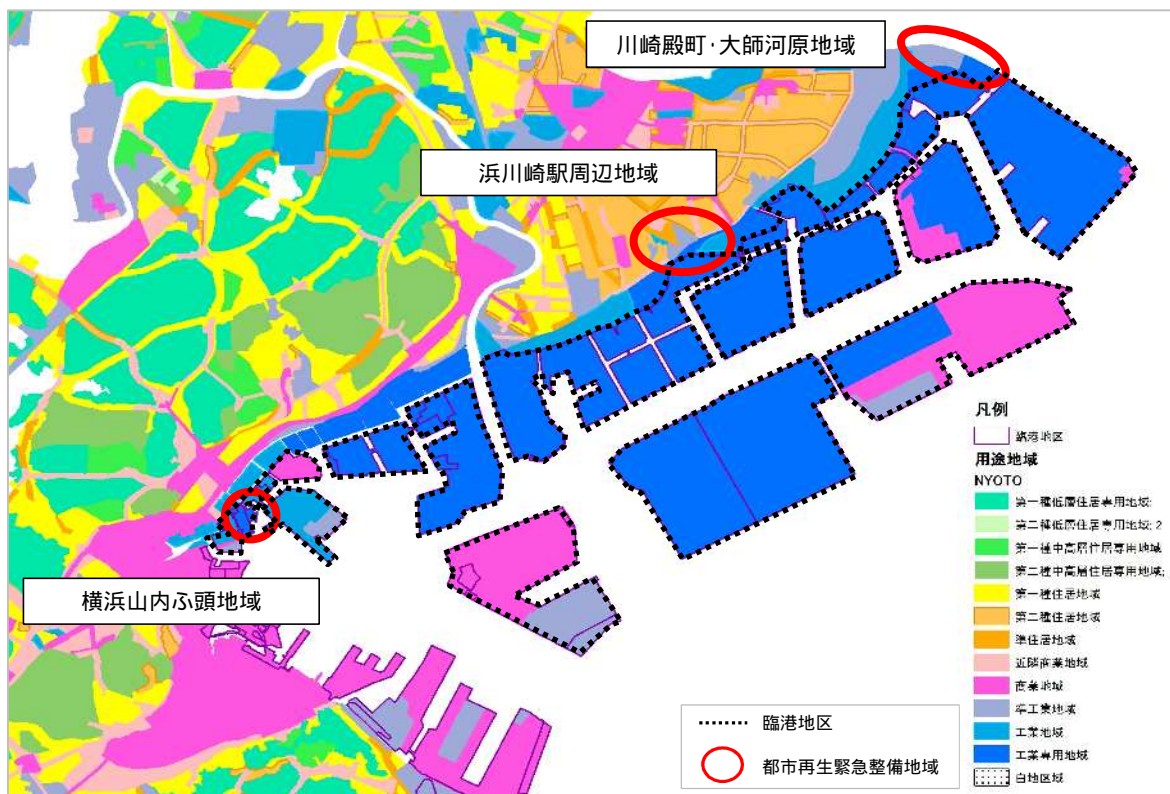 川崎殿町・大師河原地域
浜川崎駅周辺地域
横浜山内ふ頭地域
凡例
臨港地区
用途地域
NYOTO
第一種低層住居専用地域;
第二種低層住居専用地域; 2
第一種中高層住居専用地域
第二種中高層住居専用地域;
第一種住居地域
第二種住居地域
準住居地域
近隣商業地域
商業地域
準工業地域
工業地域
工業専用地域
白地区域
臨港地区
都市再生緊急整備地域